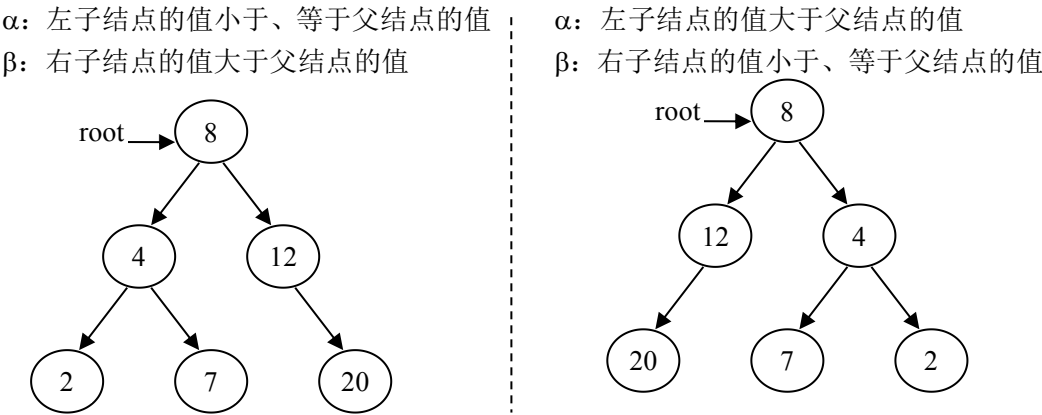 α：左子结点的值小于、等于父结点的值
β：右子结点的值大于父结点的值
root
8
4
12
2
7
20
α：左子结点的值大于父结点的值
β：右子结点的值小于、等于父结点的值
root
8
12
4
20
7
2